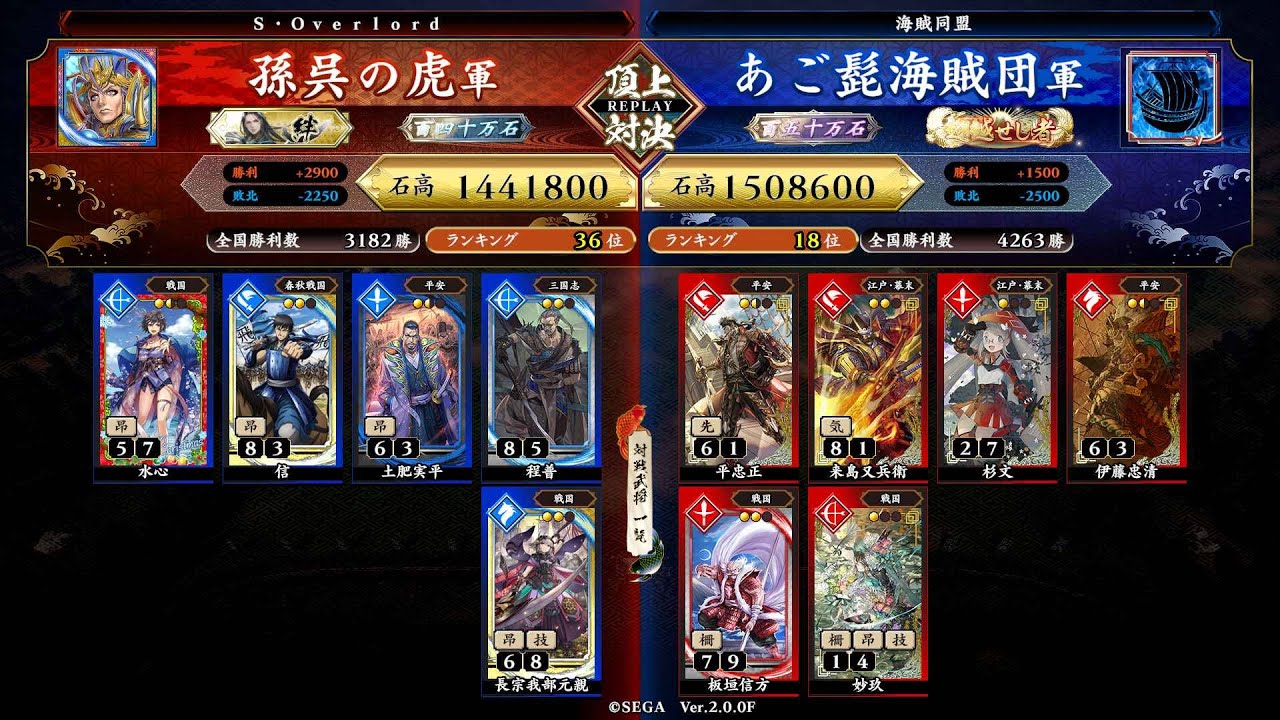 S・Overlord
海賊同盟
孫呉の虎軍
頂上
REPLAY
対決
あご髭海賊団軍
絆
百四十万石
百五十万石
超越せし者
勝利 +2900
敗北 -2250
石高 1441800
石高 1508600
勝利 +1500
敗北 -2500
全国勝利数 3182勝
ランキング 36位
ランキング 18位
全国勝利数 4263勝
戦国
春秋戦国
平安
三国志
平安
江戸・幕末
江戸・幕末
平安
昴
昴
昴
先
気
5 7
8 3
6 3
8 5
6 1
8 1
2 7
6 3
水心
信
土肥実平
程普
平忠正
来島又兵衛
杉文
伊藤忠清
対戦武将一覧
戦国
戦国
戦国
昴 技
柵
柵 昴 技
6 8
7 9
1 4
長宗我部元親
板垣信方
妙玖
©SEGA Ver.2.0.0F